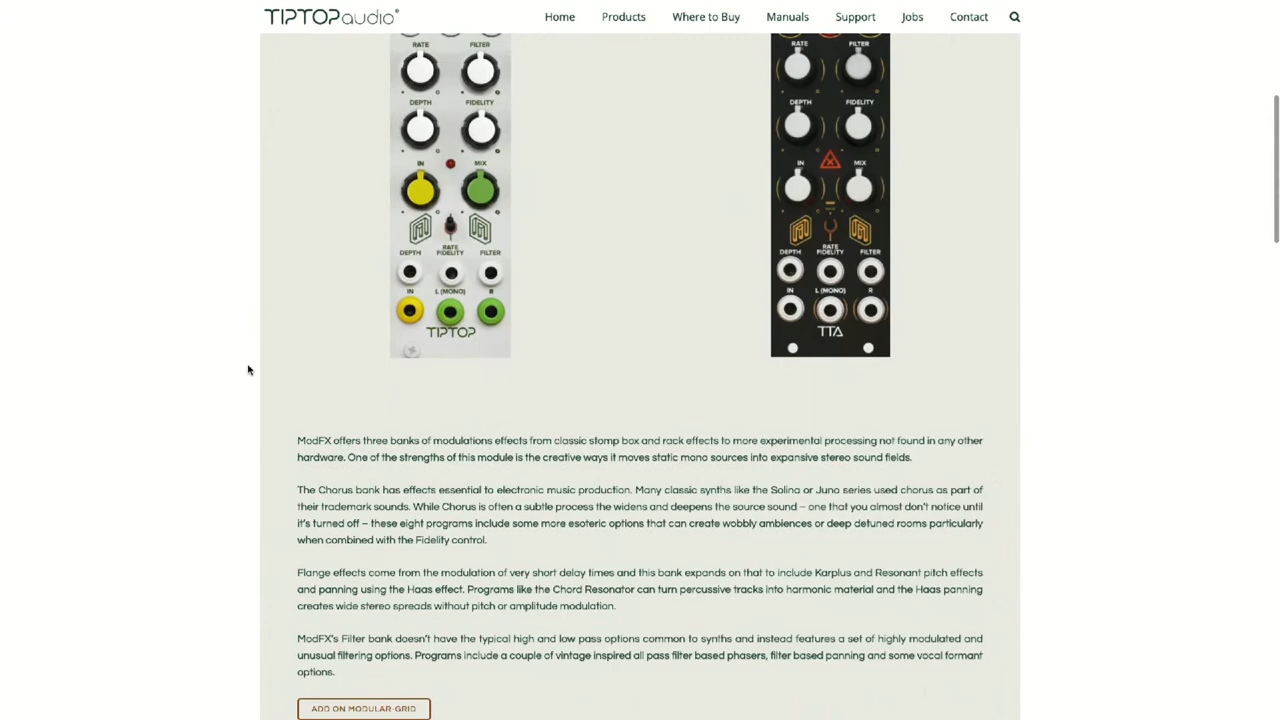 TIPTOPaudio®
Home Products Where to Buy Manuals Support Jobs Contact
RATE FILTER
DEPTH FIDELITY
IN MIX
DEPTH RATE FIDELITY FILTER
IN L (MONO) R
TIPTOP
RATE FILTER
DEPTH FIDELITY
IN MIX
DEPTH RATE FIDELITY FILTER
IN L (MONO) R
TTA
ModFX offers three banks of modulations effects from classic stomp box and rack effects to more experimental processing not found in any other
hardware. One of the strengths of this module is the creative ways it moves static mono sources into expansive stereo sound fields.
The Chorus bank has effects essential to electronic music production. Many classic synths like the Solina or Juno series used chorus as part of
their trademark sounds. While Chorus is often a subtle process the widens and deepens the source sound – one that you almost don't notice until
it's turned off – these eight programs include some more esoteric options that can create wobbly ambiences or deep detuned rooms particularly
when combined with the Fidelity control.
Flange effects come from the modulation of very short delay times and this bank expands on that to include Karplus and Resonant pitch effects
and panning using the Haas effect. Programs like the Chord Resonator can turn percussive tracks into harmonic material and the Haas panning
creates wide stereo spreads without pitch or amplitude modulation.
ModFX's Filter bank doesn't have the typical high and low pass options common to synths and instead features a set of highly modulated and
unusual filtering options. Programs include a couple of vintage inspired all pass filter based phasers, filter based panning and some vocal formant
options.
ADD ON MODULAR-GRID